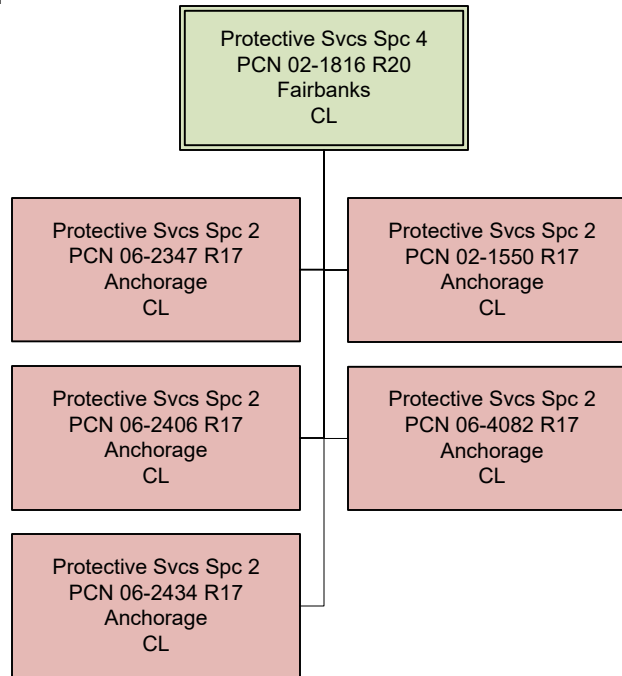 Protective Svcs Spc 4
PCN 02-1816 R20
Fairbanks
CL
Protective Svcs Spc 2
PCN 06-2347 R17
Anchorage
CL
Protective Svcs Spc 2
PCN 02-1550 R17
Anchorage
CL
Protective Svcs Spc 2
PCN 06-2406 R17
Anchorage
CL
Protective Svcs Spc 2
PCN 06-4082 R17
Anchorage
CL
Protective Svcs Spc 2
PCN 06-2434 R17
Anchorage
CL